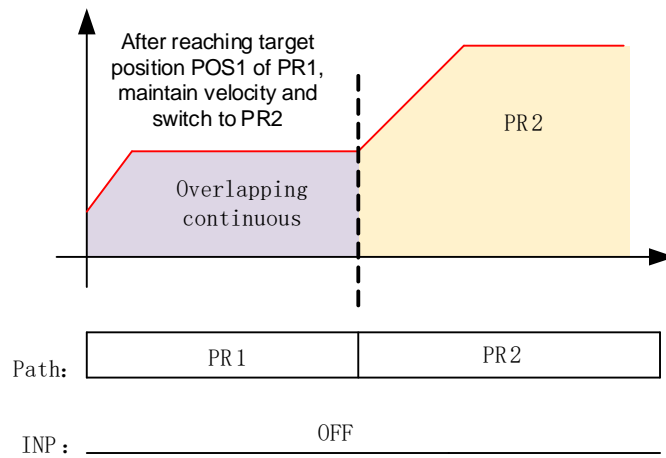 After reaching target
position POS1 of PR1,
maintain velocity and
switch to PR2
PR2
Overlapping
continuous
Path: PR1 PR2
INP: OFF